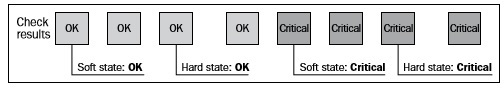 Check results
OK OK OK OK Critical Critical Critical Critical
Soft state: OK Hard state: OK Soft state: Critical Hard state: Critical